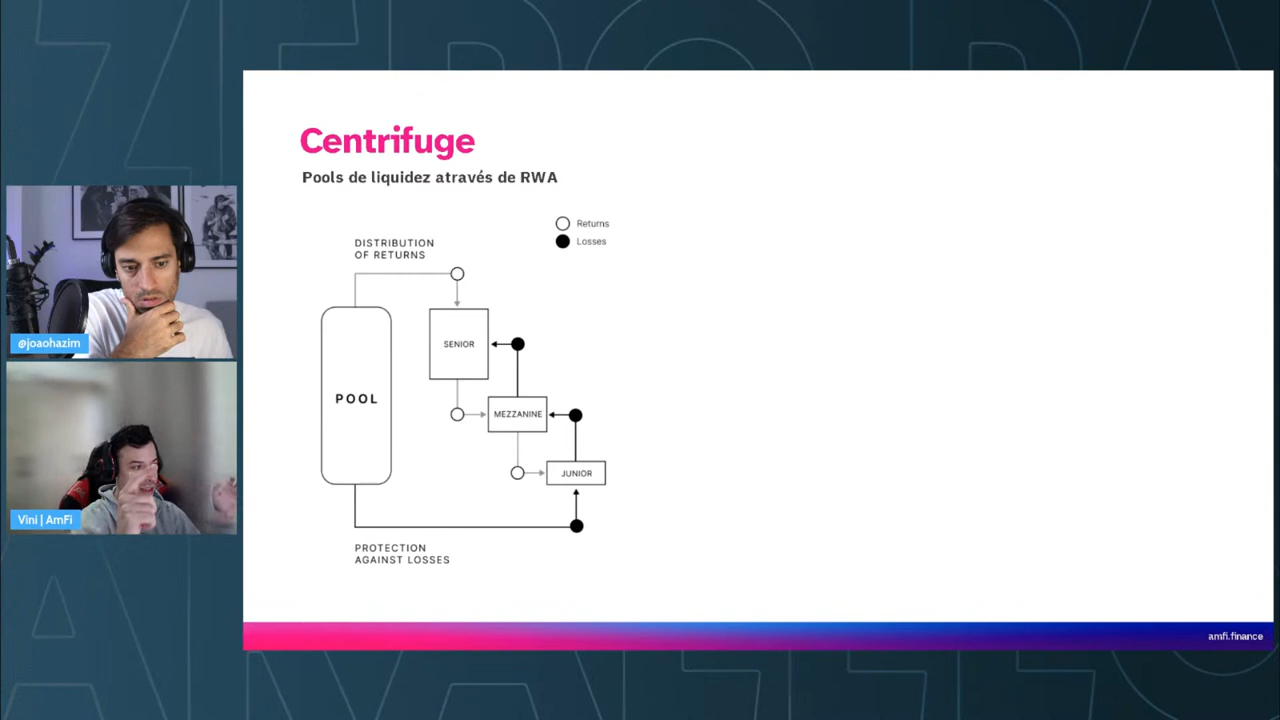 Centrifuge
Pools de liquidez através de RWA
Returns
Losses
DISTRIBUTION
OF RETURNS
SENIOR
POOL
MEZZANINE
JUNIOR
PROTECTION
AGAINST LOSSES
@joaohazim
Vini | AmFi
amfi.finance